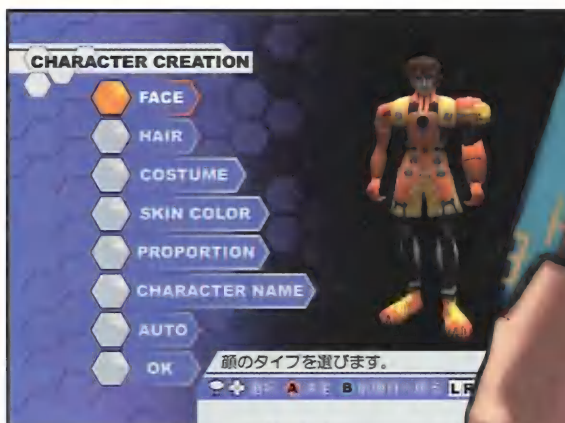 CHARACTER CREATION
FACE
HAIR
COSTUME
SKIN COLOR
PROPORTION
CHARACTER NAME
AUTO
OK
顔のタイプを選びます。
A B L R